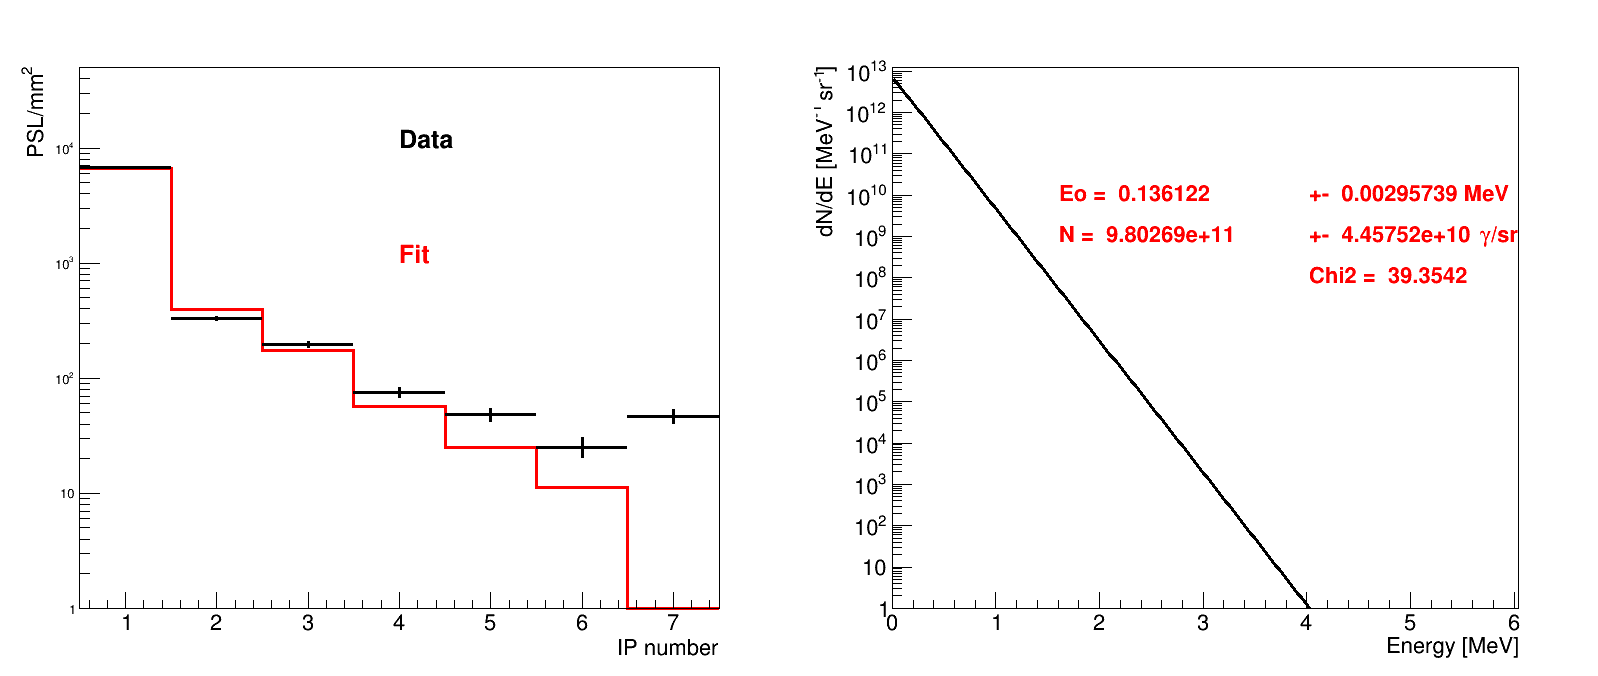 PSL/mm²
10⁴
10³
10²
10
1
Data
Fit
1 2 3 4 5 6 7
IP number
dN/dE [MeV⁻¹ sr⁻¹]
10¹³
10¹²
10¹¹
10¹⁰
10⁹
10⁸
10⁷
10⁶
10⁵
10⁴
10³
10²
10
1
Eo = 0.136122 +- 0.00295739 MeV
N = 9.80269e+11 +- 4.45752e+10 γ/sr
Chi2 = 39.3542
0 1 2 3 4 5 6
Energy [MeV]